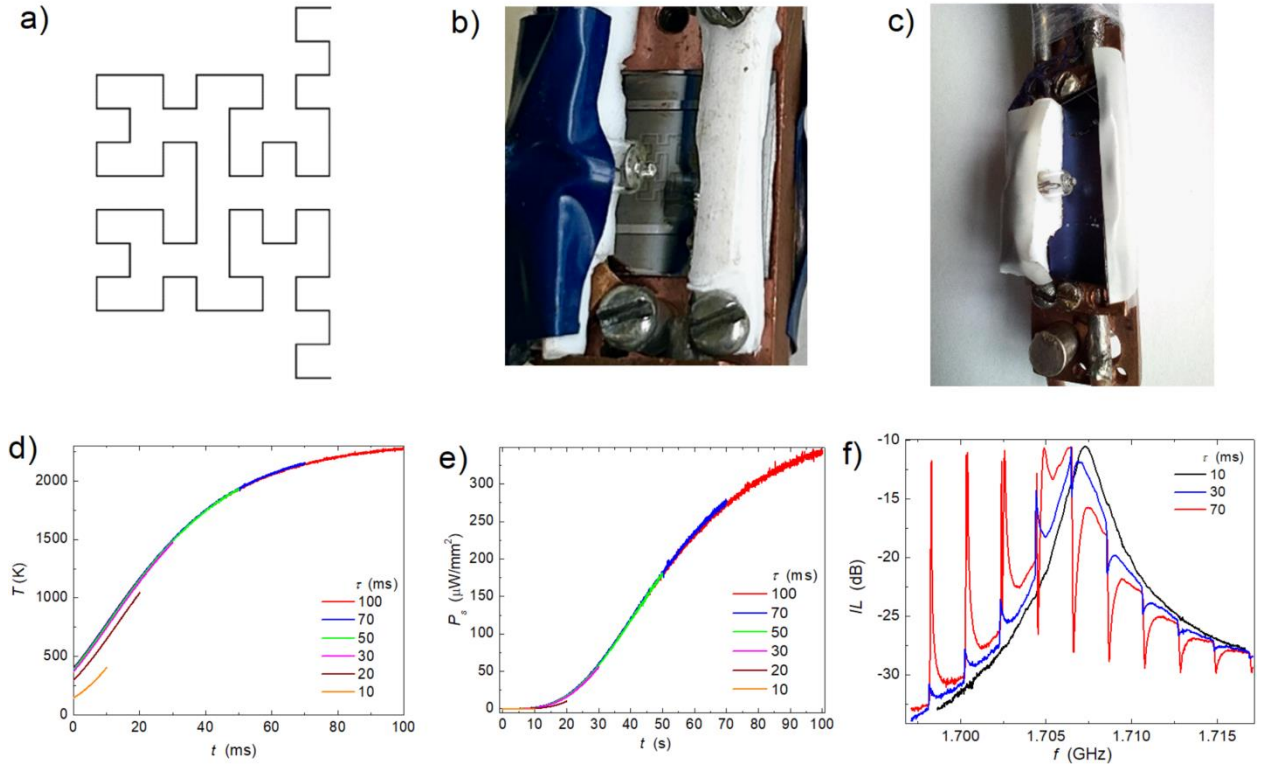 a)
b)
c)
d)
T (K)
2000
1500
1000
500
0
τ (ms)
100
70
50
30
20
10
0 20 40 60 80 100
t (ms)
e)
Pₛ (μW/mm²)
300
250
200
150
100
50
0
τ (ms)
100
70
50
30
20
10
0 10 20 30 40 50 60 70 80 90 100
t (s)
f)
IL (dB)
-10
-15
-20
-25
-30
τ (ms)
10
30
70
1.700 1.705 1.710 1.715
f (GHz)